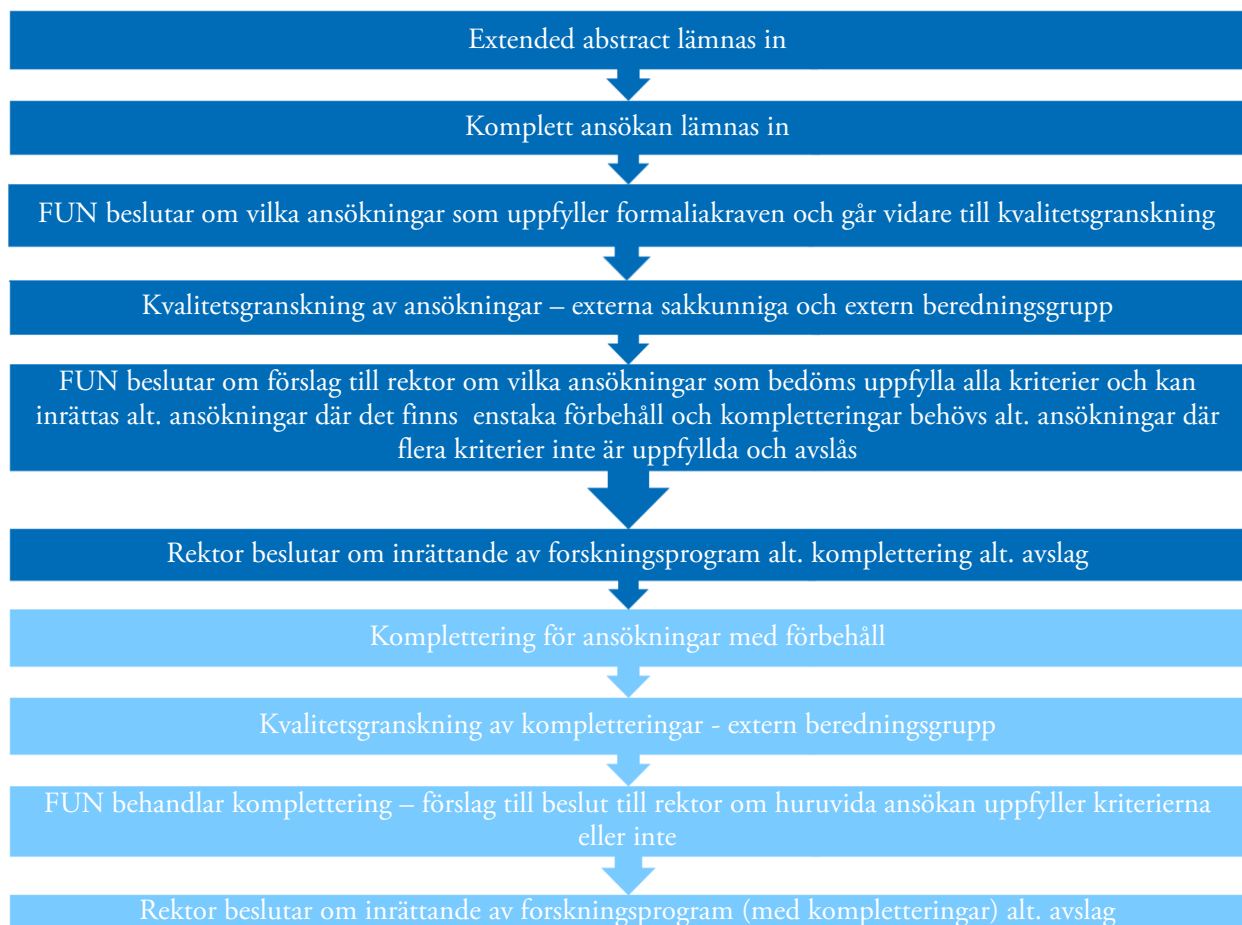 Extended abstract lämnas in
Komplett ansökan lämnas in
FUN beslutar om vilka ansökningar som uppfyller formaliakraven och går vidare till kvalitetsgranskning
Kvalitetsgranskning av ansökningar – externa sakkunniga och extern beredningsgrupp
FUN beslutar om förslag till rektor om vilka ansökningar som bedöms uppfylla alla kriterier och kan
inrättas alt. ansökningar där det finns  enstaka förbehåll och kompletteringar behövs alt. ansökningar där
flera kriterier inte är uppfyllda och avslås
Rektor beslutar om inrättande av forskningsprogram alt. komplettering alt. avslag
Komplettering för ansökningar med förbehåll
Kvalitetsgranskning av kompletteringar - extern beredningsgrupp
FUN behandlar komplettering – förslag till beslut till rektor om huruvida ansökan uppfyller kriterierna
eller inte
Rektor beslutar om inrättande av forskningsprogram (med kompletteringar) alt. avslag